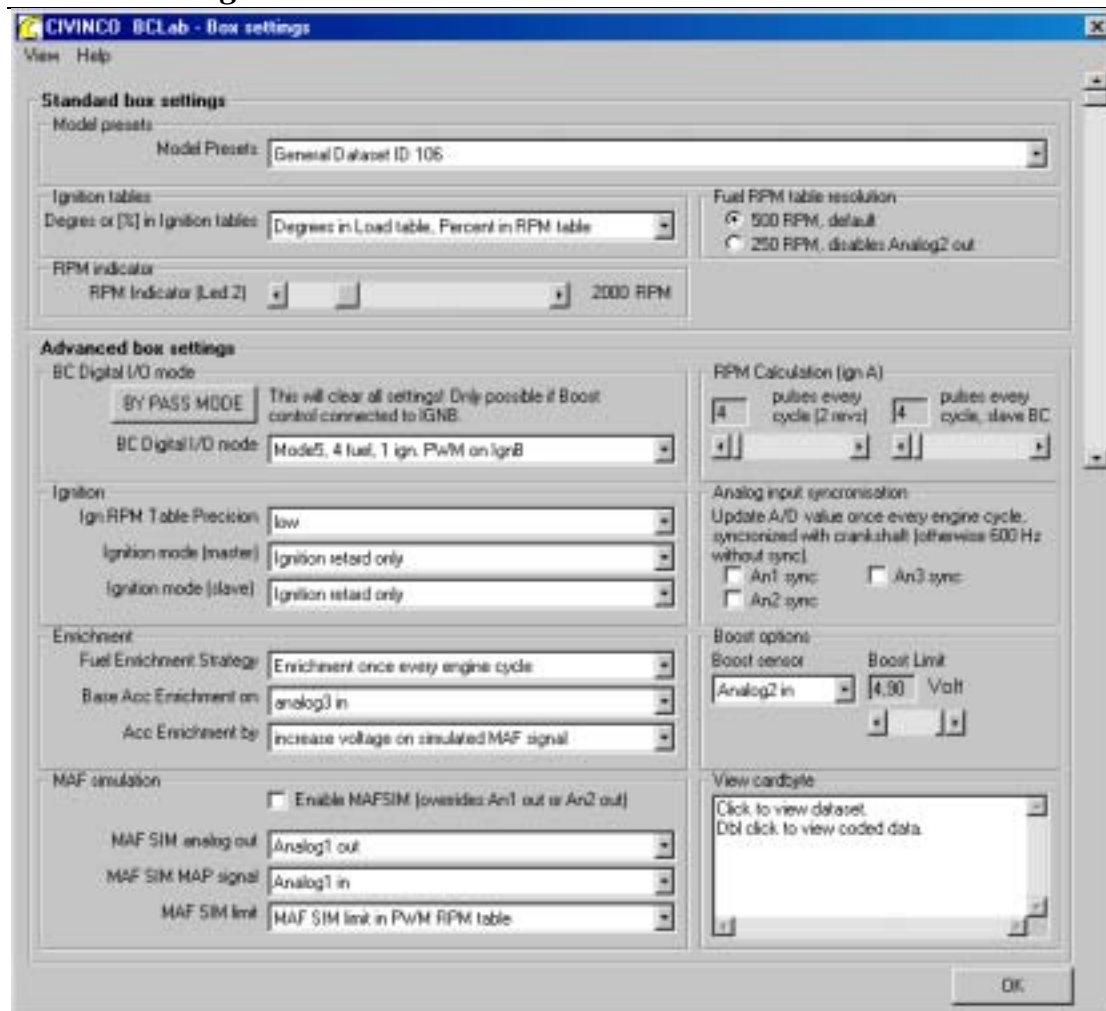 CIVINCO BCLab - Box settings
View Help
Standard box settings
Model presets
Model Presets General Dataset ID 106
Ignition tables
Degres or [%] in Ignition tables Degrees in Load table, Percent in RPM table
Fuel RPM table resolution
500 RPM, default
250 RPM, disables Analog2 out
RPM indicator
RPM Indicator (Led 2) 2000 RPM
Advanced box settings
BC Digital I/O mode
BY PASS MODE
This will clear all settings! Only possible if Boost
control connected to IGNB.
BC Digital I/O mode Mode5, 4 fuel, 1 ign. PWM on IgnB
RPM Calculation (ign A)
4 pulses every
cycle (2 revs)
4 pulses every
cycle, slave BC
Ignition
Ign RPM Table Precision low
Ignition mode (master) Ignition retard only
Ignition mode (slave) Ignition retard only
Analog input syncronisation
Update A/D value once every engine cycle,
syncronized with crankshaft (otherwise 600 Hz
without sync).
An1 sync An3 sync
An2 sync
Enrichment
Fuel Enrichment Strategy Enrichment once every engine cycle
Base Acc Enrichment on analog3 in
Acc Enrichment by increase voltage on simulated MAF signal
Boost options
Boost sensor Boost Limit
Analog2 in 4,90 Volt
MAF simulation
Enable MAFSIM (overrides An1 out or An2 out)
MAF SIM analog out Analog1 out
MAF SIM MAP signal Analog1 in
MAF SIM limit MAF SIM limit in PWM RPM table
View cardbyte
Click to view dataset.
Dbl click to view coded data.
OK